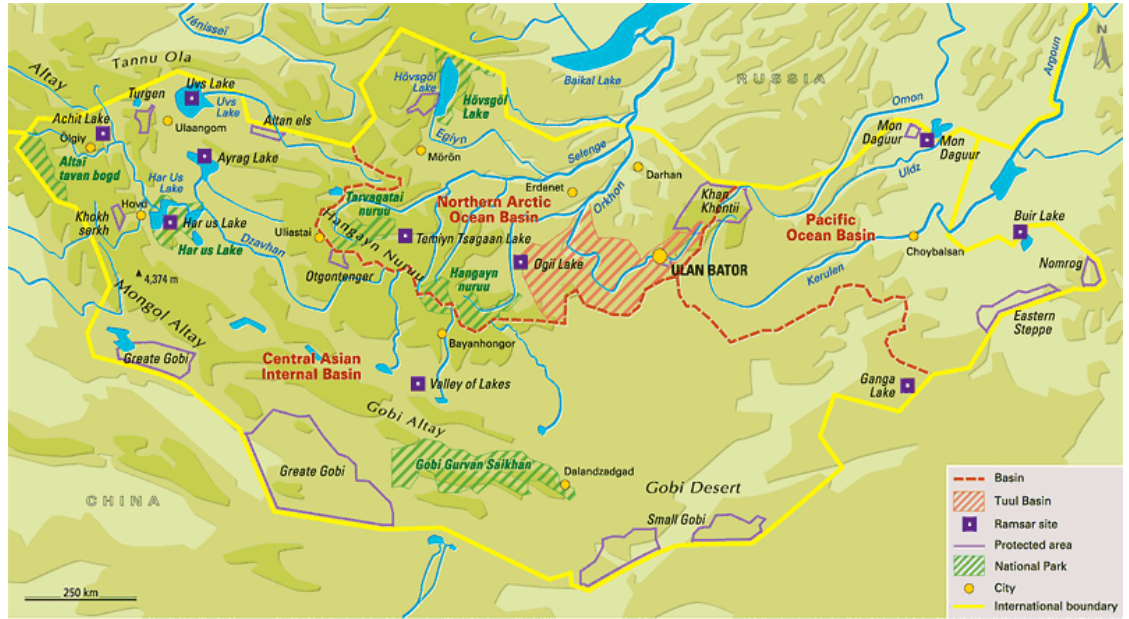 Iénisseï
Tannu Ola
Altay
Turgen
Uvs Lake
Uvs
Lake
Altan els
Ulaangom
Achit Lake
Ölgiy
Altaï
tavan bogd
Ayrag Lake
Har Us
Lake
Hovd
Khokh
serkh
Har us Lake
Har us Lake
Dzavhan
4,374 m
Mongol Altay
Hövsgöl
Lake
Hövsgöl
Lake
Egiyn
Mörön
Baikal Lake
RUSSIA
Selenge
Erdenet
Darhan
Orkhon
Northern Arctic
Ocean Basin
Tarvagatai
nuruu
Hangayn Nuruu
Uliastai
Otgontenger
Temiyn Tsagaan Lake
Hangayn
nuruu
Ogii Lake
Khan
Khentii
ULAN BATOR
Pacific
Ocean Basin
Omon
Mon
Daguur
Mon
Daguur
Uldz
Argoun
N
Kerulen
Choybalsan
Buir Lake
Nomrog
Eastern
Steppe
Ganga
Lake
Greate Gobi
Central Asian
Internal Basin
Bayanhongor
Valley of Lakes
Gobi Altay
Gobi Gurvan Saikhan
Dalandzadgad
Greate Gobi
Gobi Desert
Small Gobi
CHINA
250 km
Basin
Tuul Basin
Ramsar site
Protected area
National Park
City
International boundary